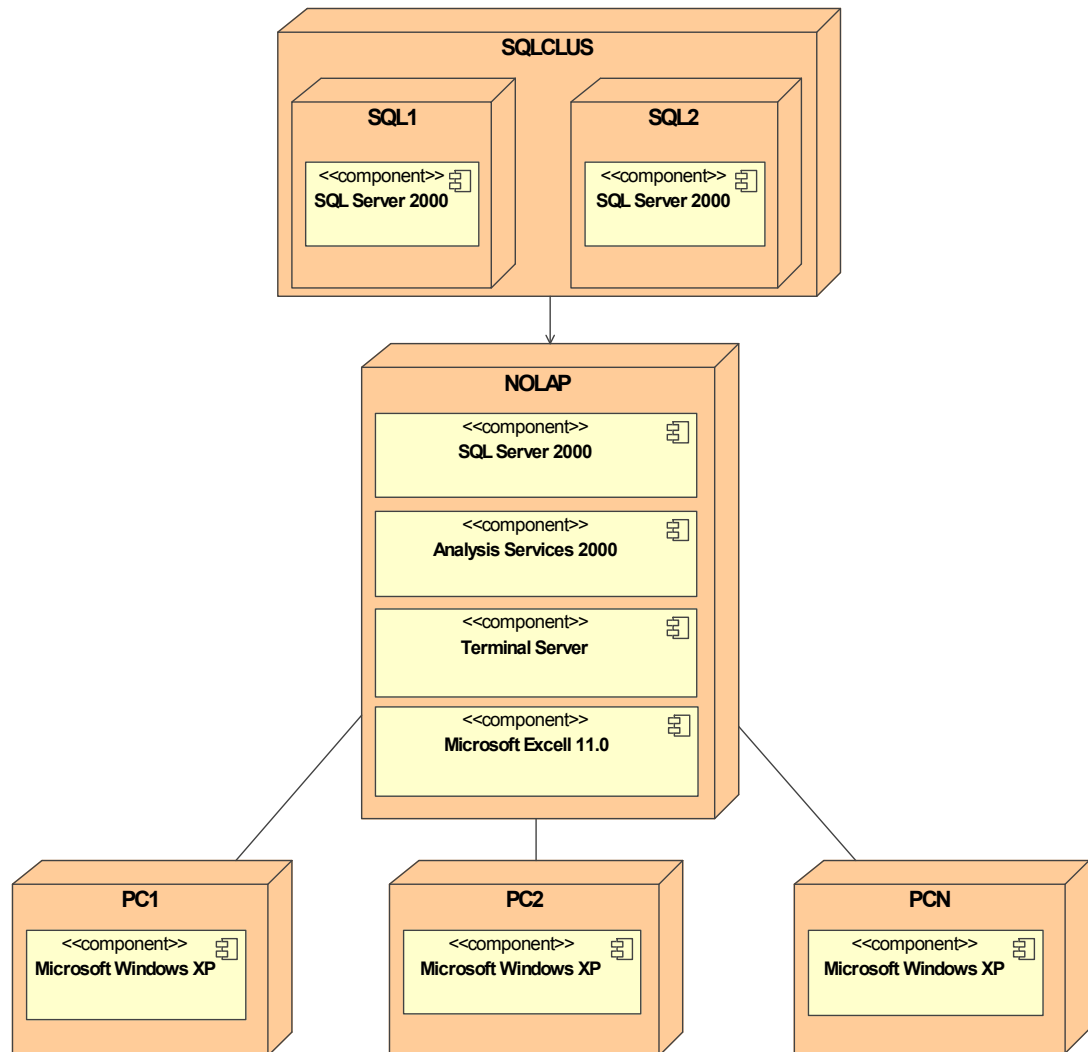 SQLCLUS
SQL1
SQL2
<<component>>
SQL Server 2000
<<component>>
SQL Server 2000
NOLAP
<<component>>
SQL Server 2000
<<component>>
Analysis Services 2000
<<component>>
Terminal Server
<<component>>
Microsoft Excell 11.0
PC1
<<component>>
Microsoft Windows XP
PC2
<<component>>
Microsoft Windows XP
PCN
<<component>>
Microsoft Windows XP